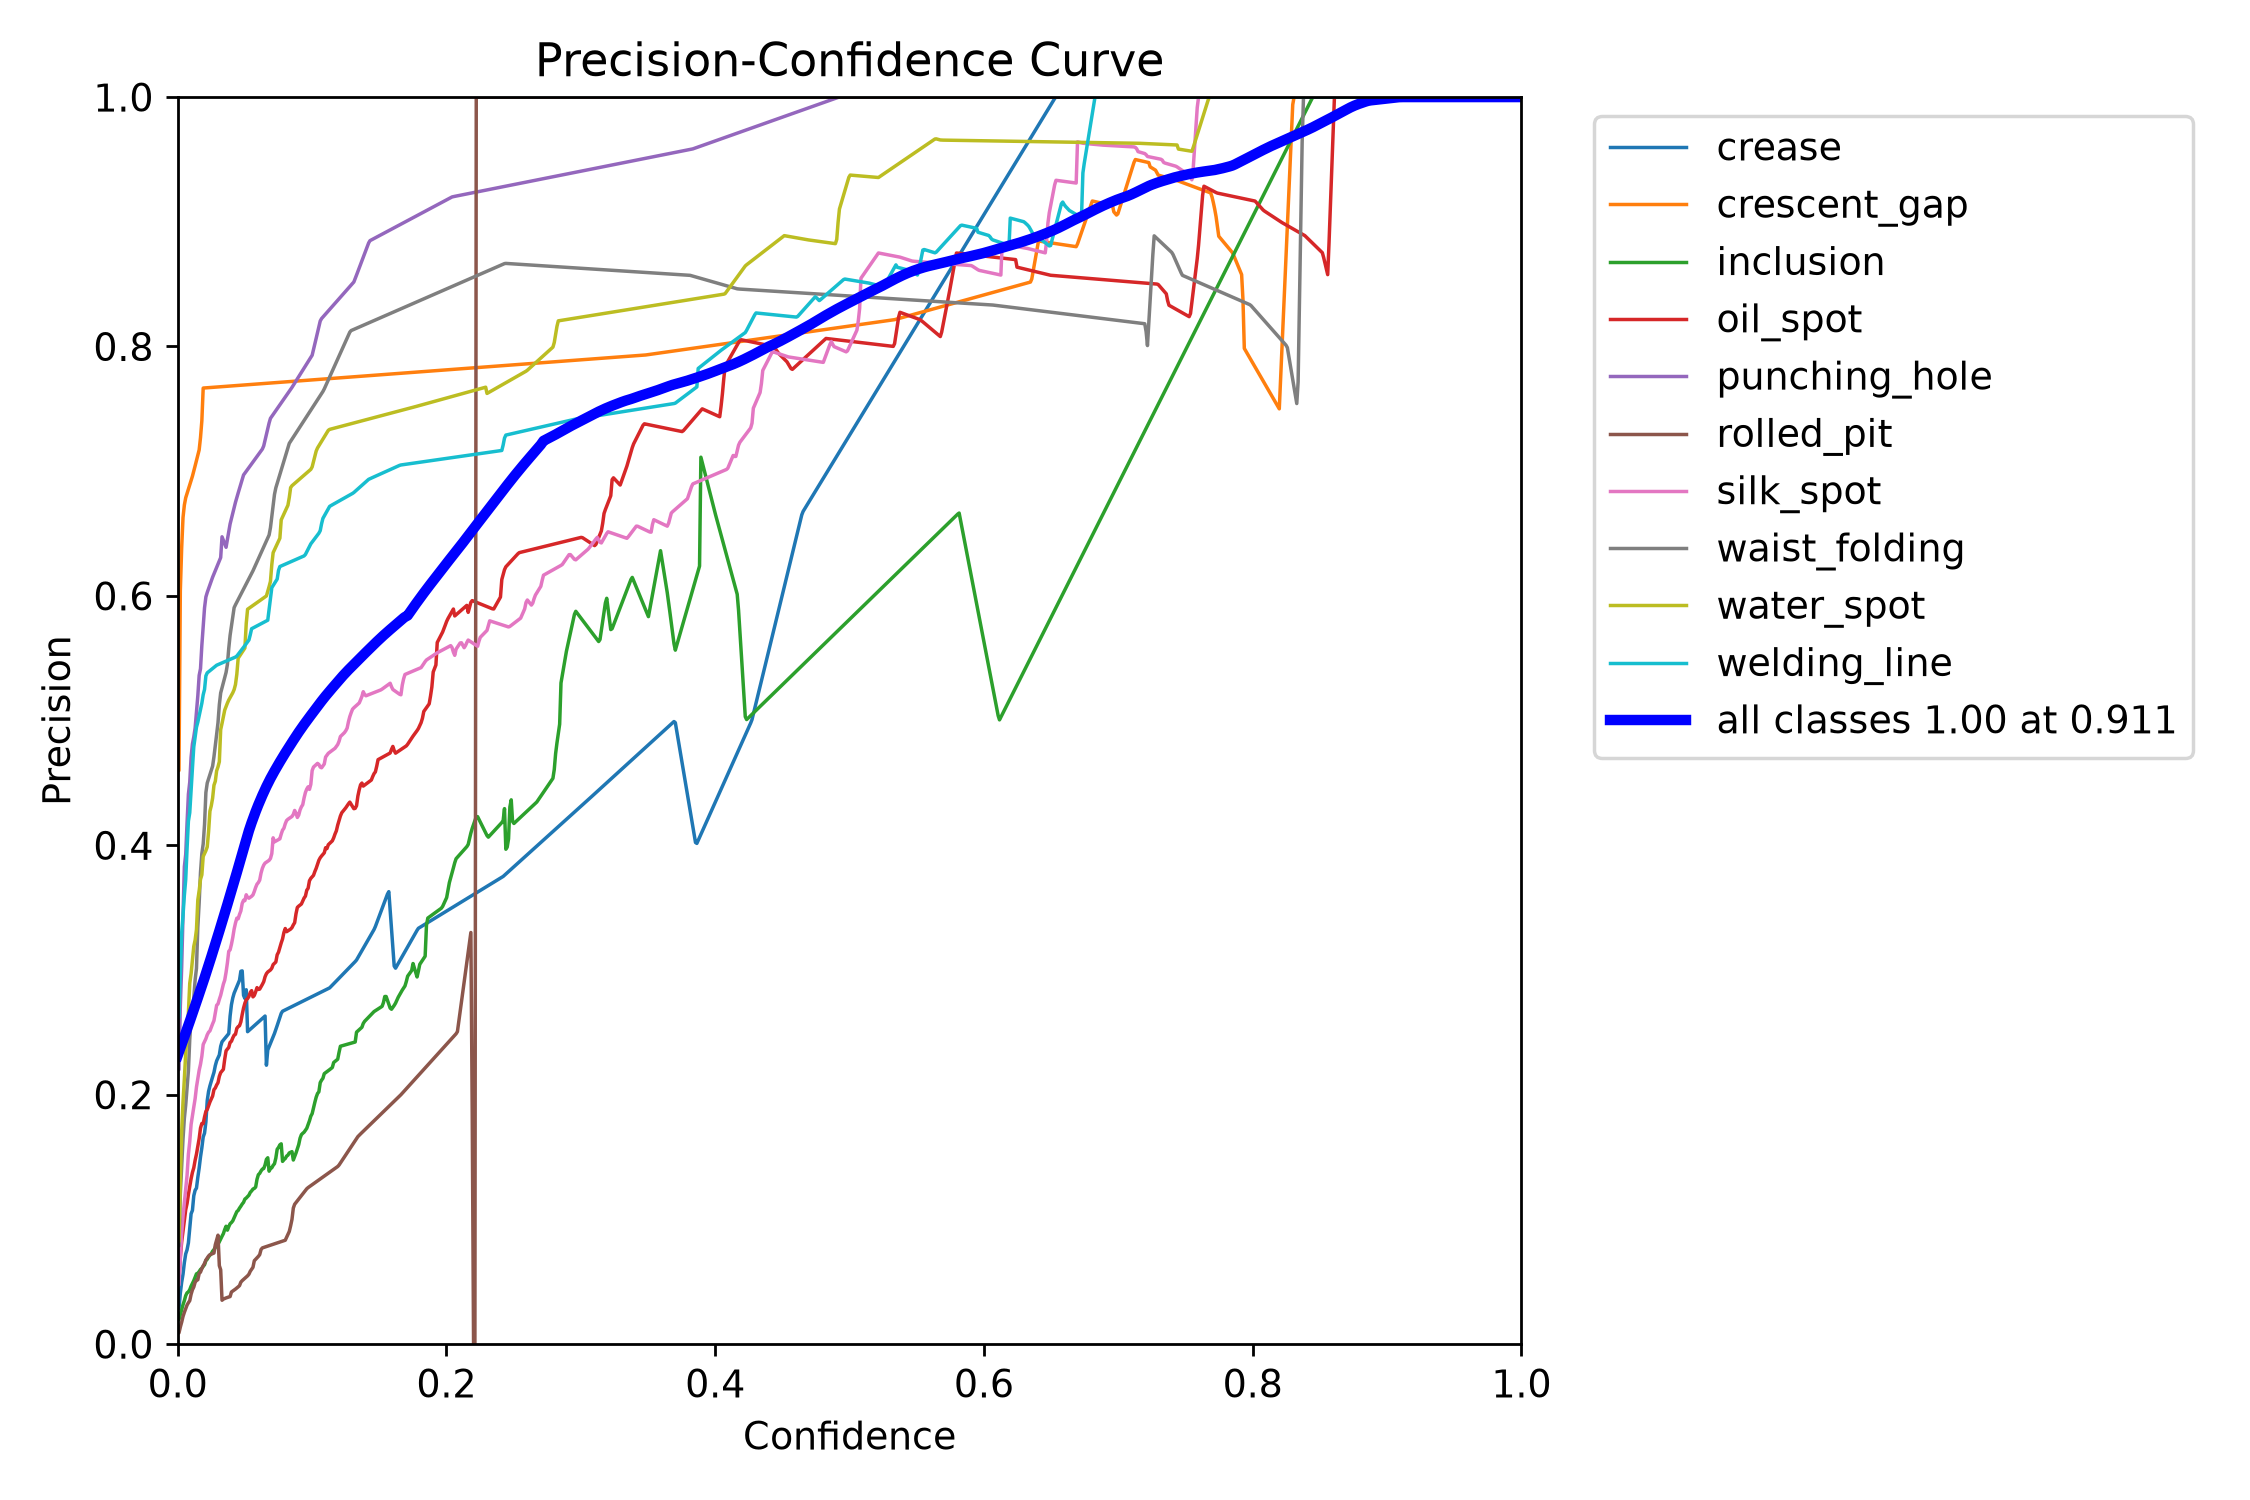 Precision-Confidence Curve
1.0
0.8
0.6
0.4
0.2
0.0
Precision
0.0 0.2 0.4 0.6 0.8 1.0
Confidence
crease
crescent_gap
inclusion
oil_spot
punching_hole
rolled_pit
silk_spot
waist_folding
water_spot
welding_line
all classes 1.00 at 0.911